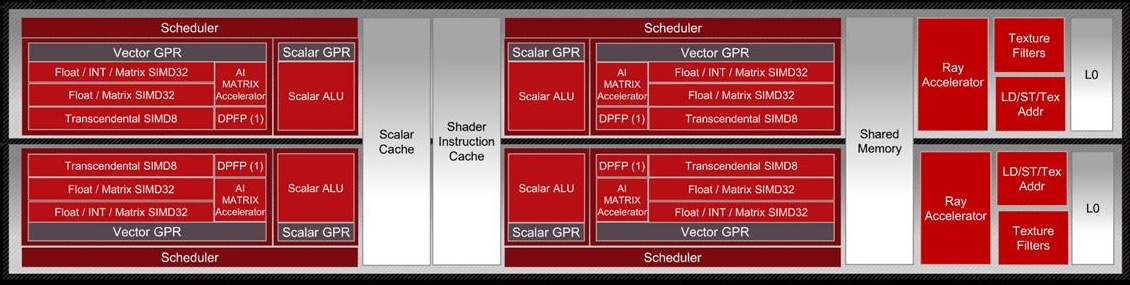 Scheduler
Vector GPR
Scalar GPR
Float / INT / Matrix SIMD32
AI
MATRIX
Accelerator
Float / Matrix SIMD32
Scalar ALU
Transcendental SIMD8
DPFP (1)
Transcendental SIMD8
DPFP (1)
Scalar ALU
Float / Matrix SIMD32
AI
MATRIX
Accelerator
Float / INT / Matrix SIMD32
Vector GPR
Scalar GPR
Scheduler
Scalar
Cache
Shader
Instruction
Cache
Scheduler
Scalar GPR
Vector GPR
Scalar ALU
AI
MATRIX
Accelerator
Float / INT / Matrix SIMD32
Float / Matrix SIMD32
DPFP (1)
Transcendental SIMD8
Scalar ALU
DPFP (1)
Transcendental SIMD8
AI
MATRIX
Accelerator
Float / Matrix SIMD32
Float / INT / Matrix SIMD32
Scalar GPR
Vector GPR
Scheduler
Shared
Memory
Ray
Accelerator
Texture
Filters
LD/ST/Tex
Addr
L0
Ray
Accelerator
LD/ST/Tex
Addr
Texture
Filters
L0